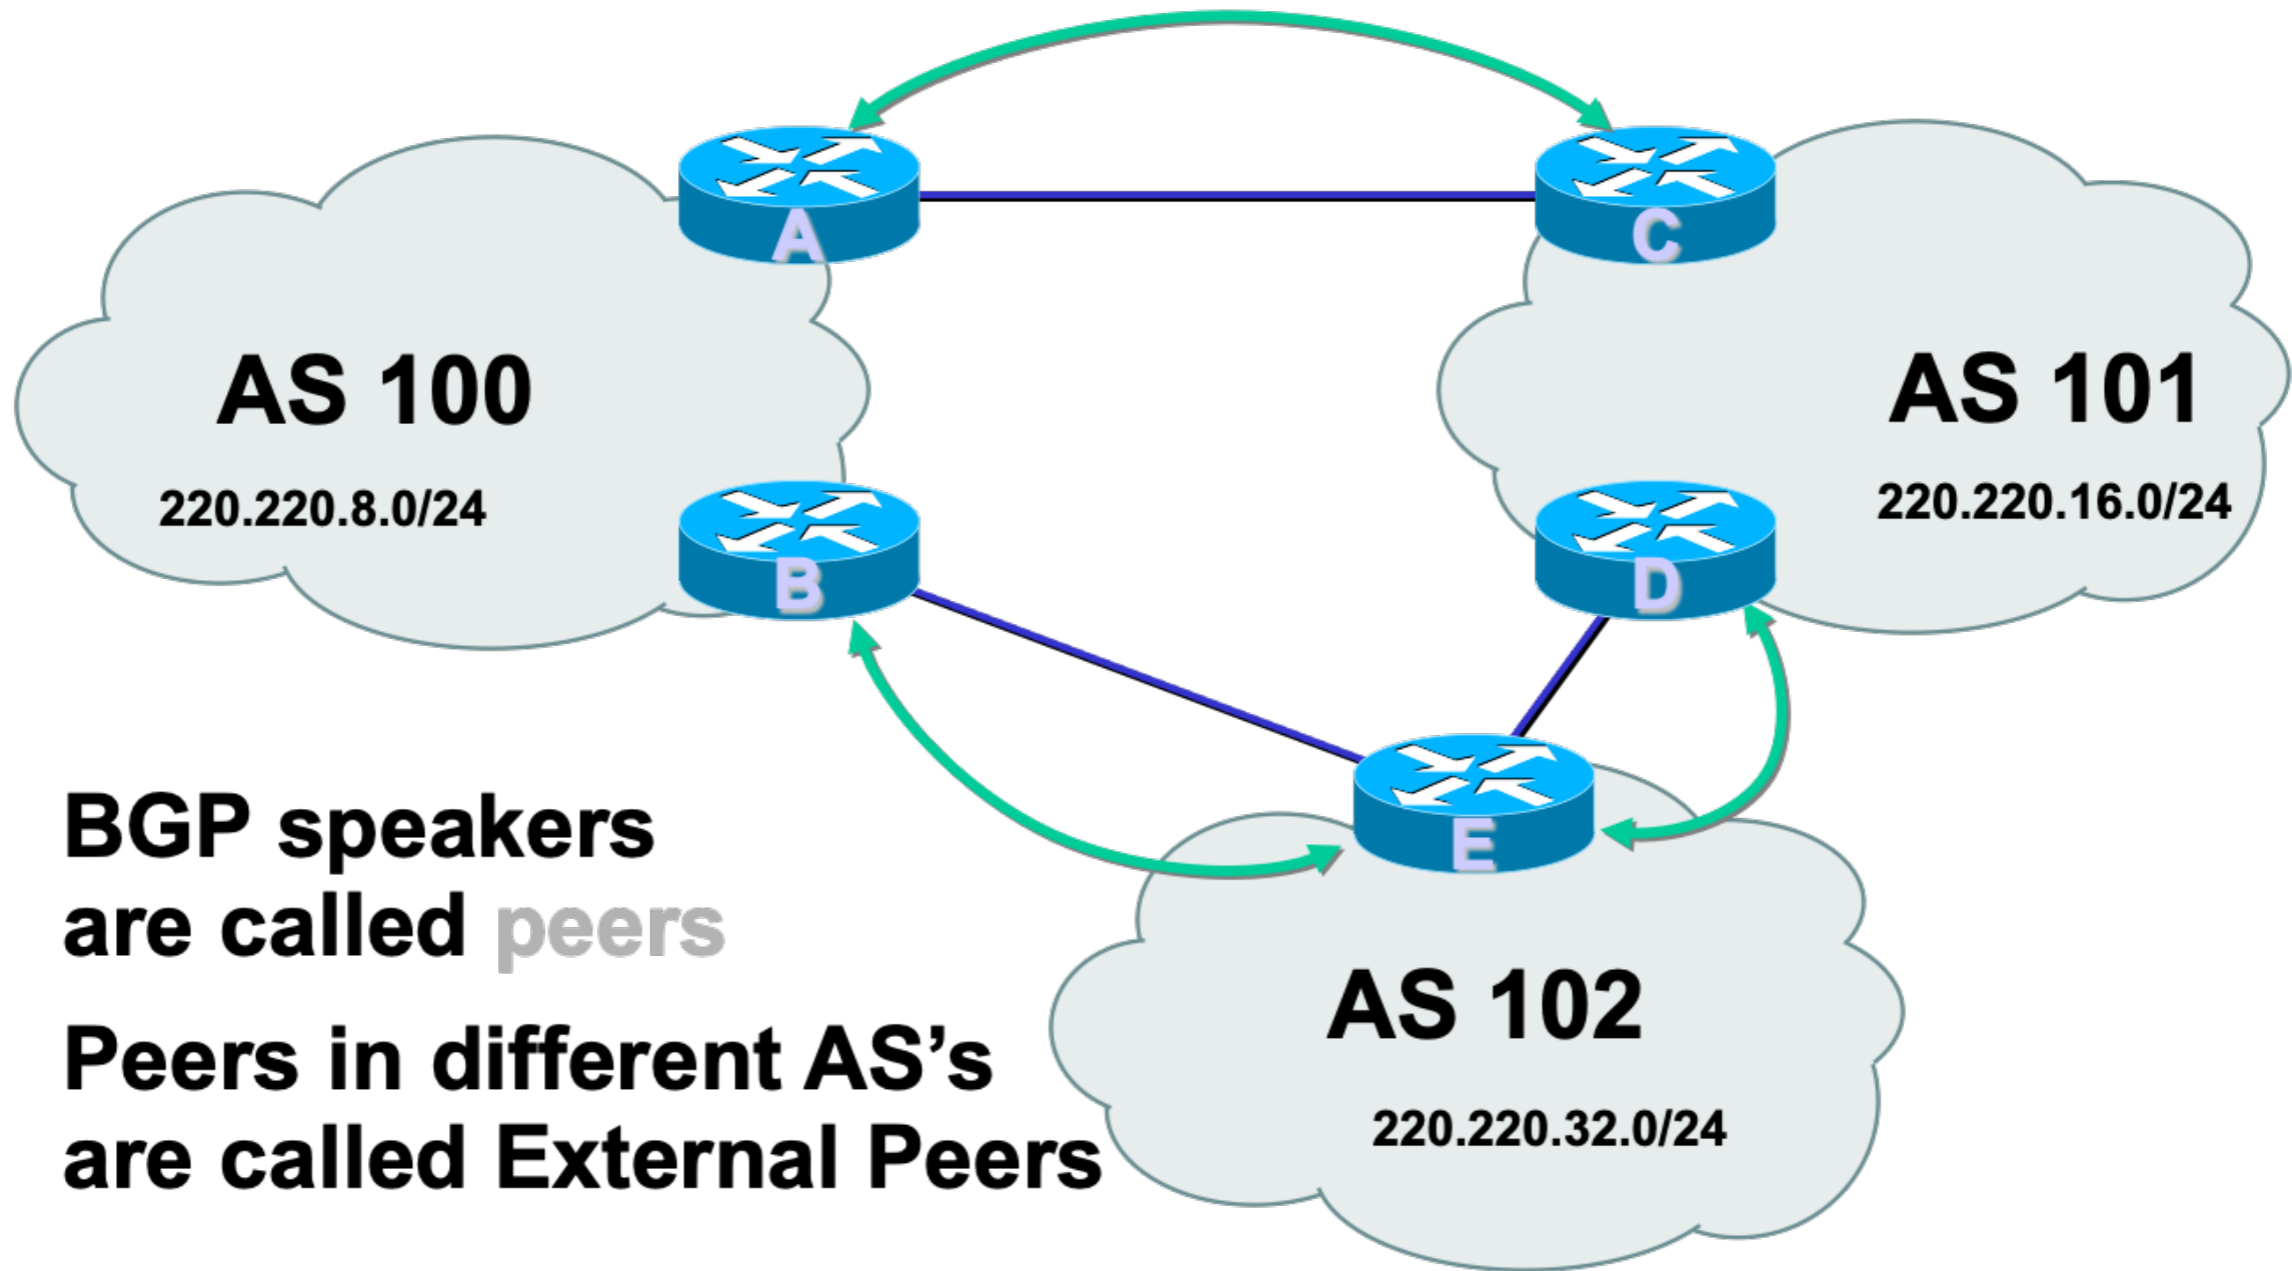 A
C
AS 100
AS 101
220.220.8.0/24
220.220.16.0/24
B
D
E
BGP speakers
are called peers
AS 102
Peers in different AS’s
are called External Peers
220.220.32.0/24